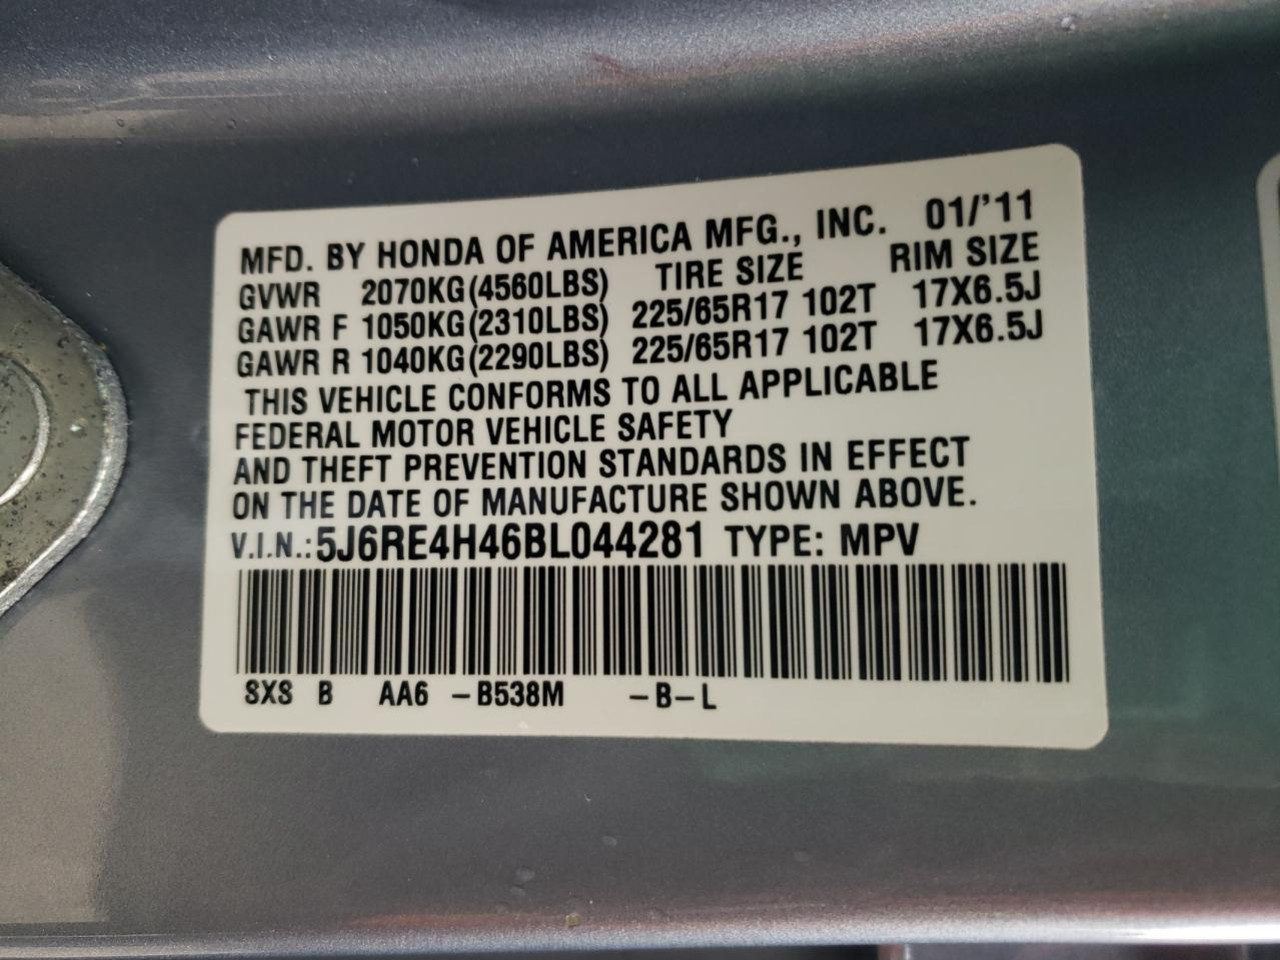 MFD. BY HONDA OF AMERICA MFG., INC. 01/'11
GVWR 2070KG(4560LBS) TIRE SIZE RIM SIZE
GAWR F 1050KG(2310LBS) 225/65R17 102T 17X6.5J
GAWR R 1040KG(2290LBS) 225/65R17 102T 17X6.5J
THIS VEHICLE CONFORMS TO ALL APPLICABLE
FEDERAL MOTOR VEHICLE SAFETY
AND THEFT PREVENTION STANDARDS IN EFFECT
ON THE DATE OF MANUFACTURE SHOWN ABOVE.
V.I.N.:5J6RE4H46BL044281 TYPE: MPV
SXS B AA6 -B538M -B-L